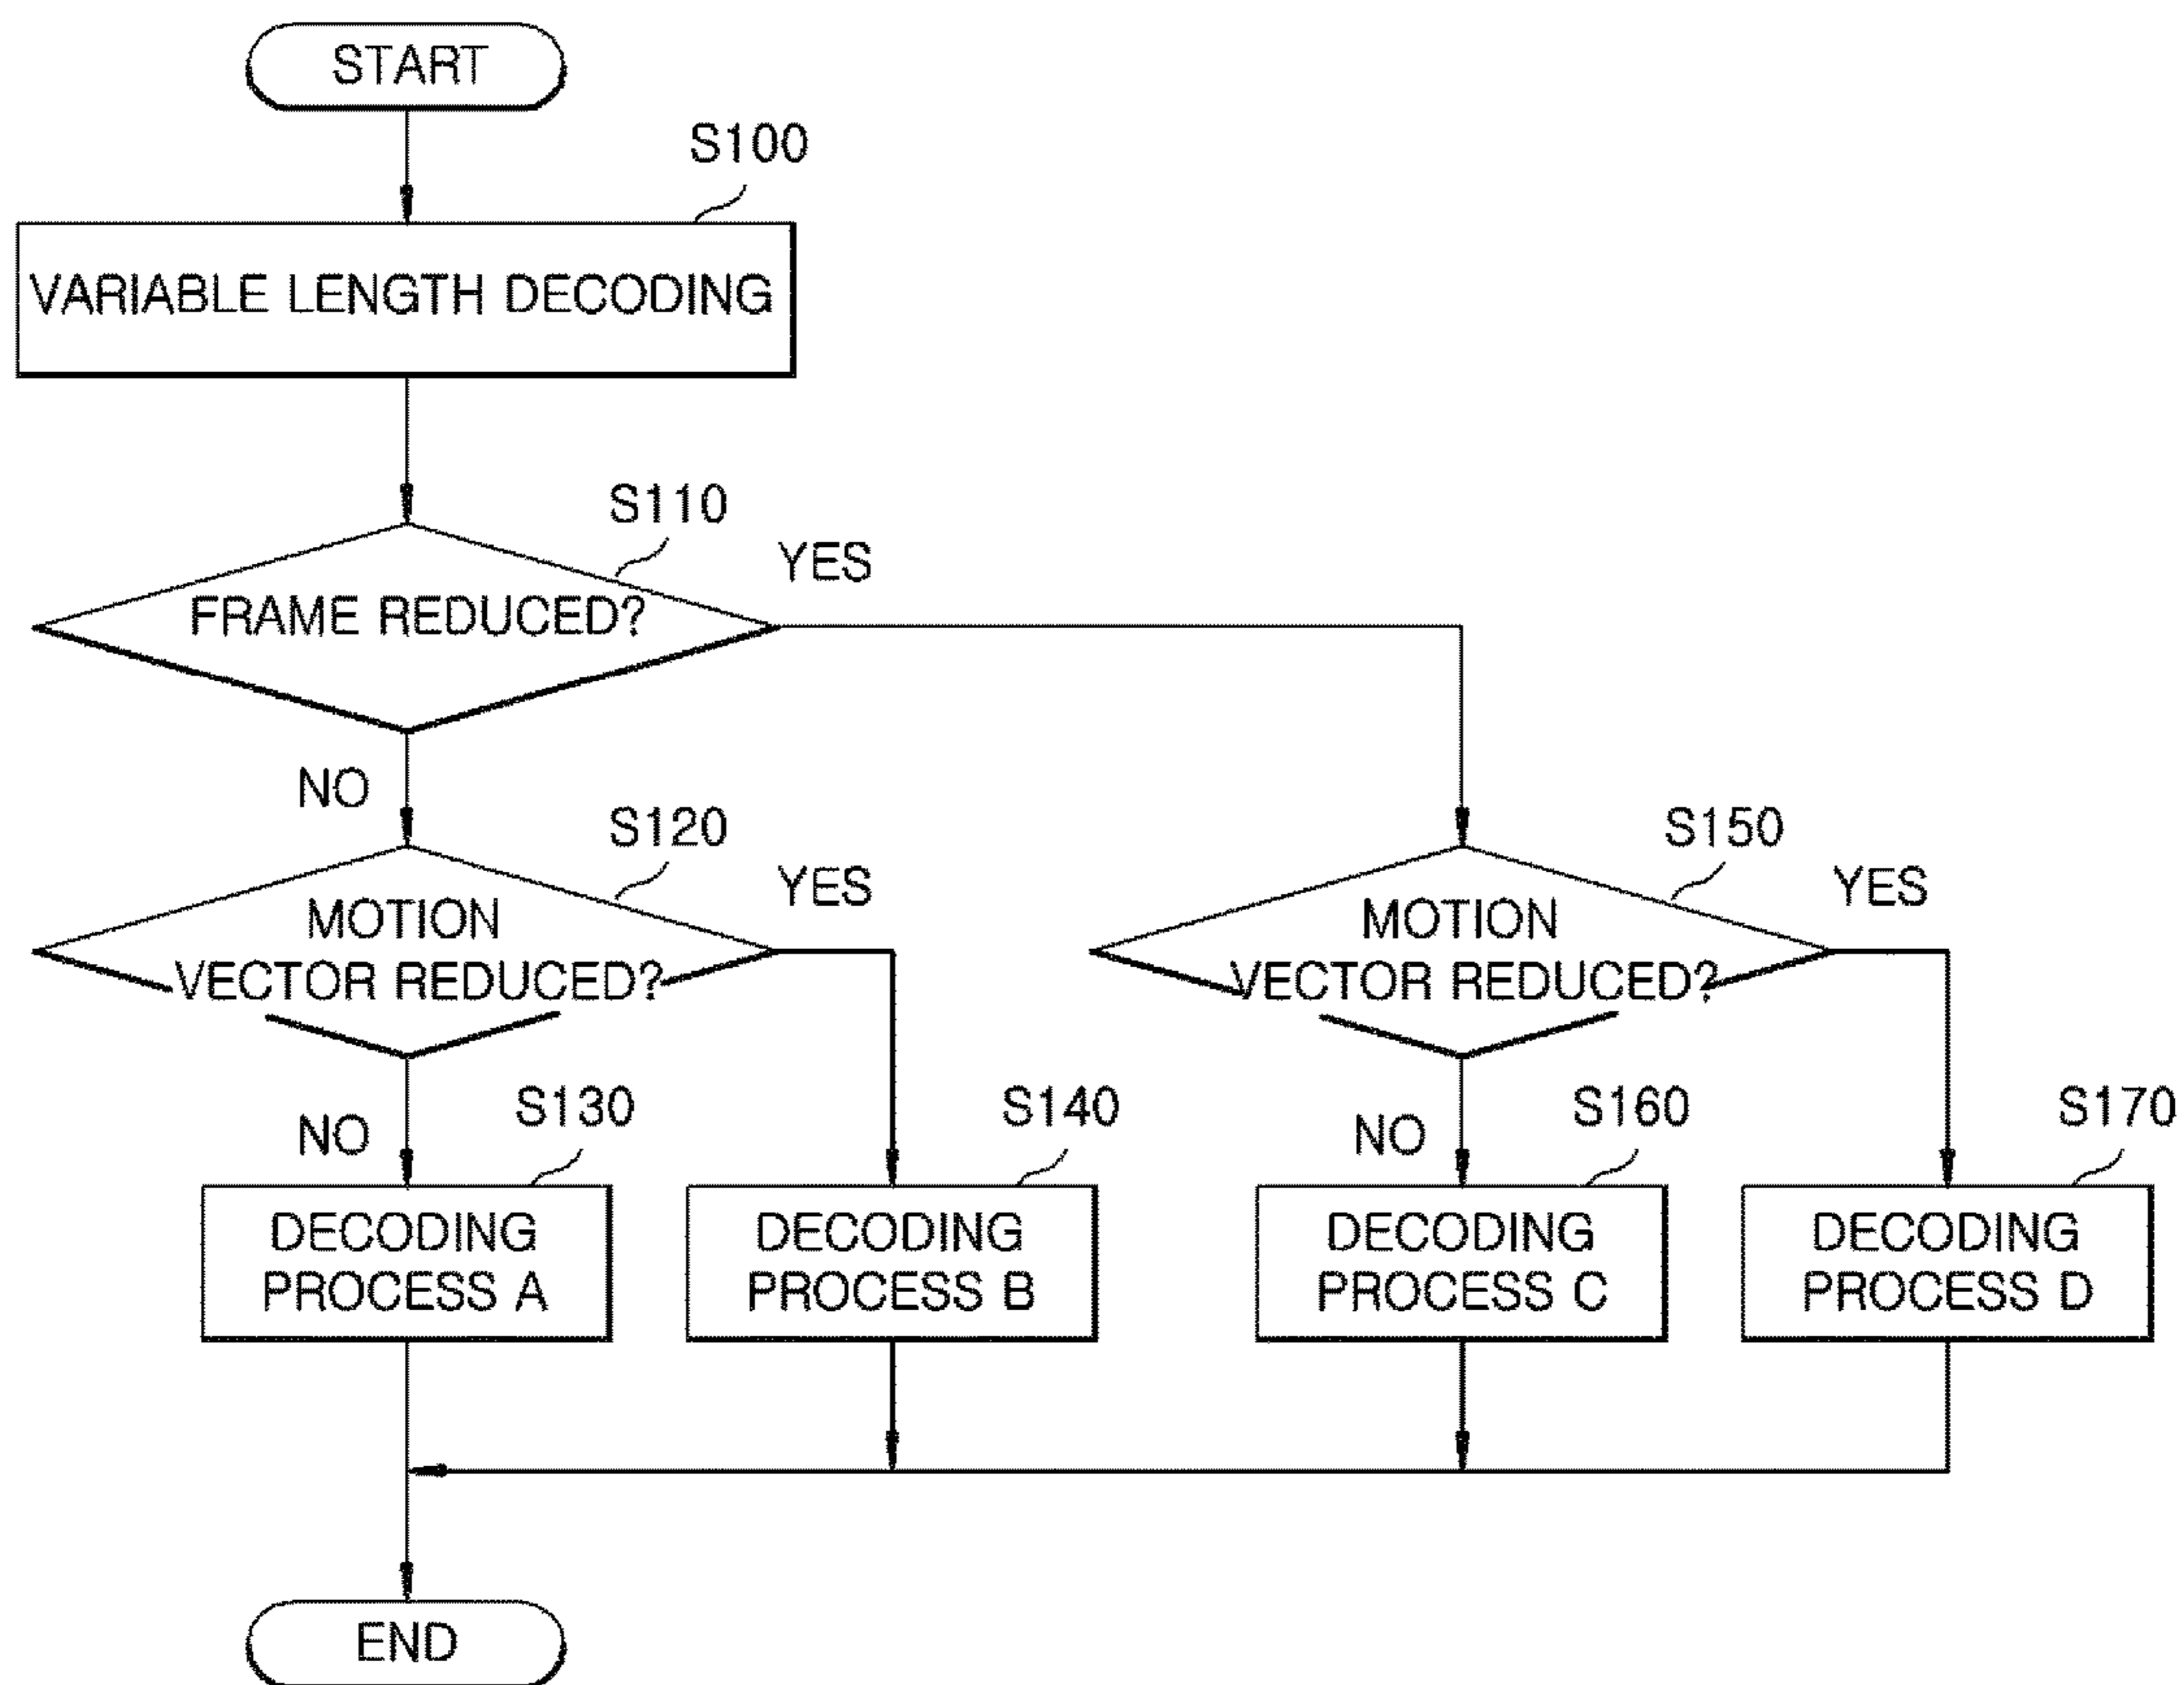 START
S100
VARIABLE LENGTH DECODING
S110
YES
FRAME REDUCED?
NO
S120
YES
MOTION
VECTOR REDUCED?
S150
YES
MOTION
VECTOR REDUCED?
NO
S130
S140
NO
S160
S170
DECODING
PROCESS A
DECODING
PROCESS B
DECODING
PROCESS C
DECODING
PROCESS D
END